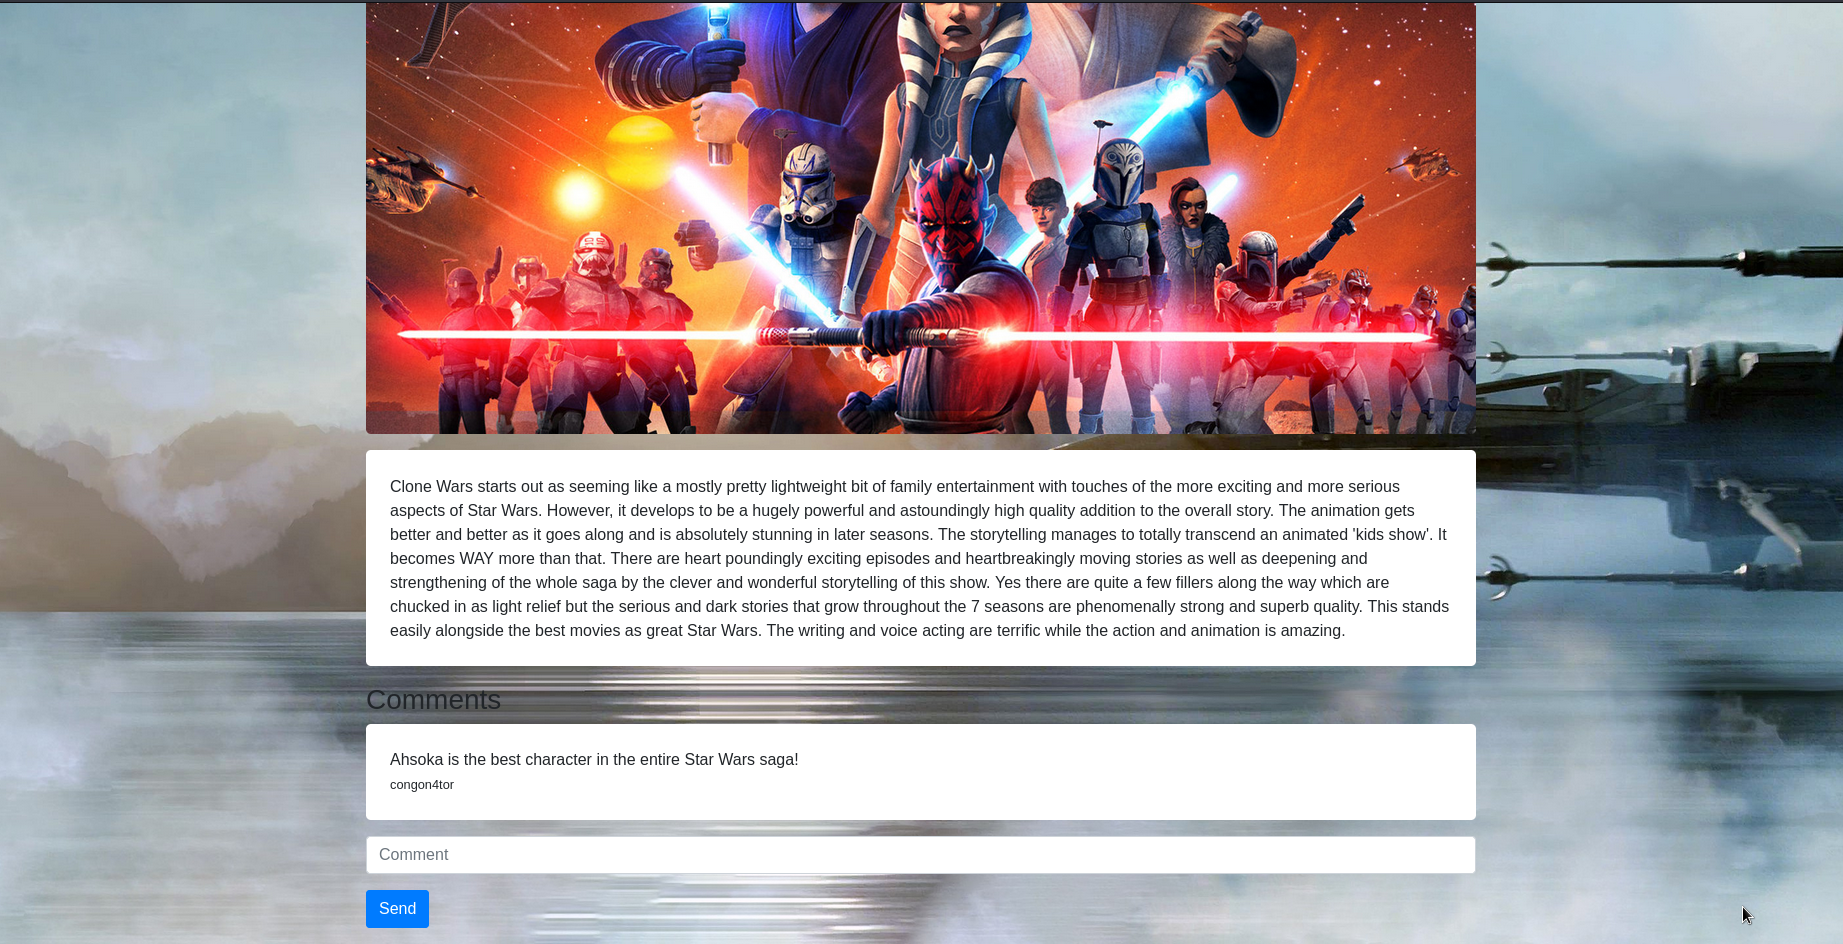 Clone Wars starts out as seeming like a mostly pretty lightweight bit of family entertainment with touches of the more exciting and more serious
aspects of Star Wars. However, it develops to be a hugely powerful and astoundingly high quality addition to the overall story. The animation gets
better and better as it goes along and is absolutely stunning in later seasons. The storytelling manages to totally transcend an animated 'kids show'. It
becomes WAY more than that. There are heart poundingly exciting episodes and heartbreakingly moving stories as well as deepening and
strengthening of the whole saga by the clever and wonderful storytelling of this show. Yes there are quite a few fillers along the way which are
chucked in as light relief but the serious and dark stories that grow throughout the 7 seasons are phenomenally strong and superb quality. This stands
easily alongside the best movies as great Star Wars. The writing and voice acting are terrific while the action and animation is amazing.
Comments
Ahsoka is the best character in the entire Star Wars saga!
congon4tor
Comment
Send